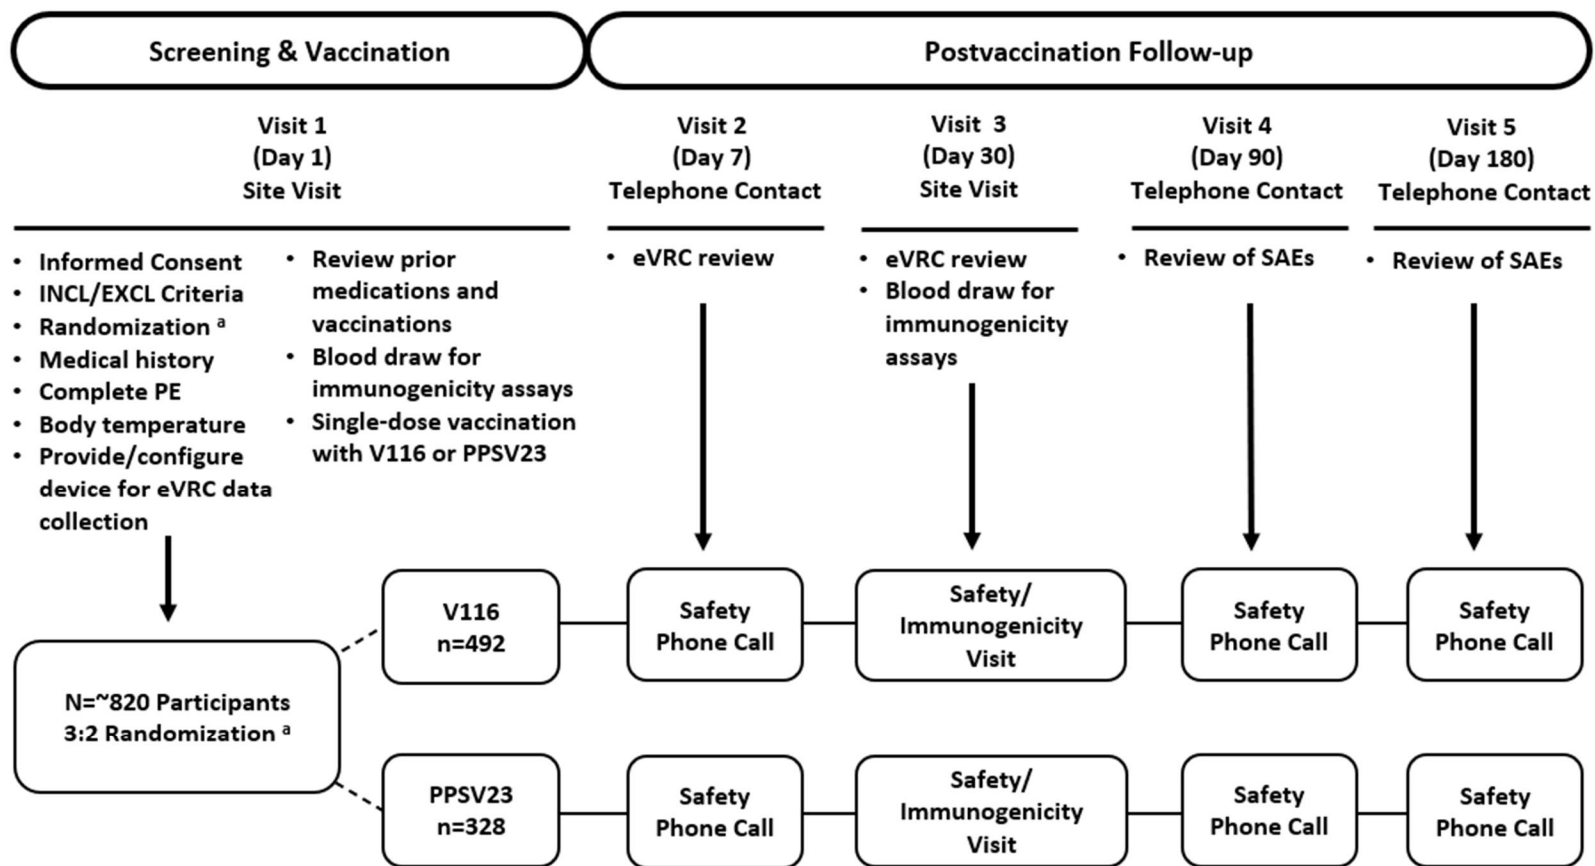 Screening & Vaccination
Postvaccination Follow-up
Visit 1
(Day 1)
Site Visit
Visit 2
(Day 7)
Telephone Contact
Visit 3
(Day 30)
Site Visit
Visit 4
(Day 90)
Telephone Contact
Visit 5
(Day 180)
Telephone Contact
• Informed Consent
• INCL/EXCL Criteria
• Randomization a
• Medical history
• Complete PE
• Body temperature
• Provide/configure
device for eVRC data
collection
• Review prior
medications and
vaccinations
• Blood draw for
immunogenicity assays
• Single-dose vaccination
with V116 or PPSV23
• eVRC review
• eVRC review
• Blood draw for
immunogenicity
assays
• Review of SAEs
• Review of SAEs
N=~820 Participants
3:2 Randomization a
V116
n=492
Safety
Phone Call
Safety/
Immunogenicity
Visit
Safety
Phone Call
Safety
Phone Call
PPSV23
n=328
Safety
Phone Call
Safety/
Immunogenicity
Visit
Safety
Phone Call
Safety
Phone Call